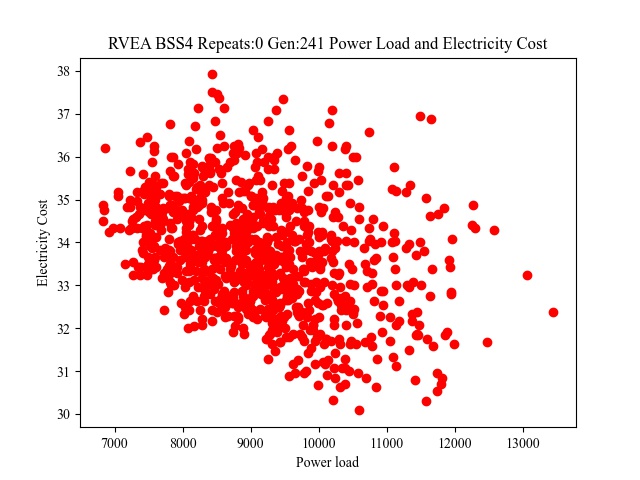 RVEA BSS4 Repeats:0 Gen:241 Power Load and Electricity Cost
38
37
36
35
34
33
32
31
30
Electricity Cost
7000 8000 9000 10000 11000 12000 13000
Power load